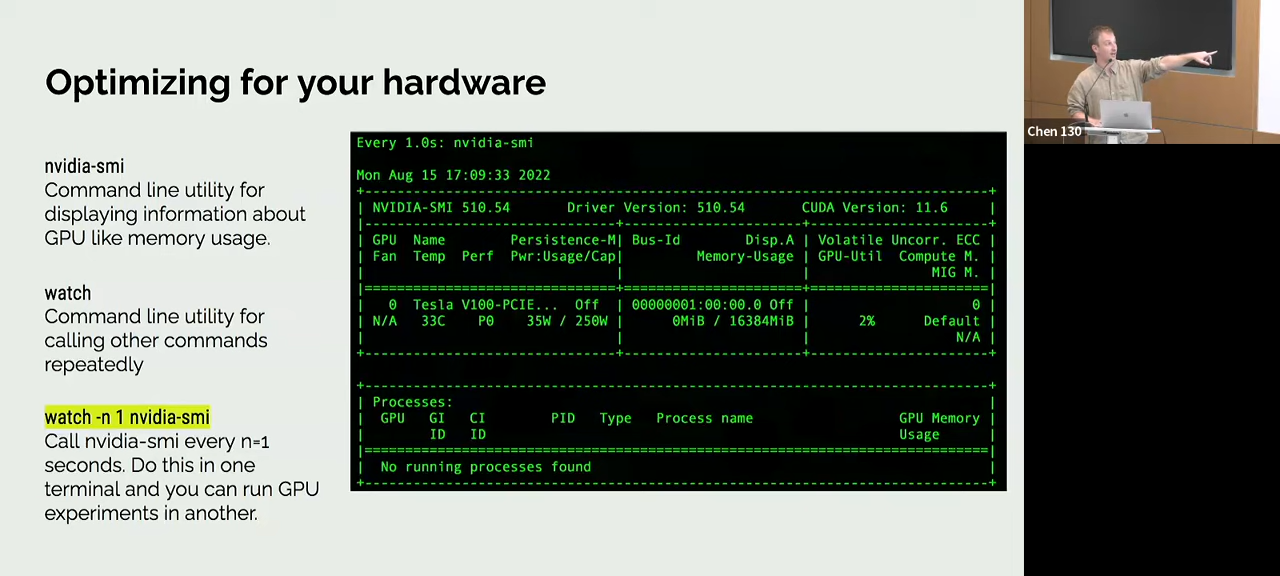 Optimizing for your hardware
nvidia-smi
Command line utility for
displaying information about
GPU like memory usage.
watch
Command line utility for
calling other commands
repeatedly
watch -n 1 nvidia-smi
Call nvidia-smi every n=1
seconds. Do this in one
terminal and you can run GPU
experiments in another.
Every 1.0s: nvidia-smi
Mon Aug 15 17:09:33 2022
NVIDIA-SMI 510.54 Driver Version: 510.54 CUDA Version: 11.6
GPU Name Persistence-M| Bus-Id Disp.A | Volatile Uncorr. ECC
Fan Temp Perf Pwr:Usage/Cap| Memory-Usage | GPU-Util Compute M.
MIG M.
0 Tesla V100-PCIE... Off | 00000001:00:00.0 Off | 0
N/A 33C P0 35W / 250W | 0MiB / 16384MiB | 2% Default
N/A
Processes:
GPU GI CI PID Type Process name GPU Memory
ID ID Usage
No running processes found
Chen 130